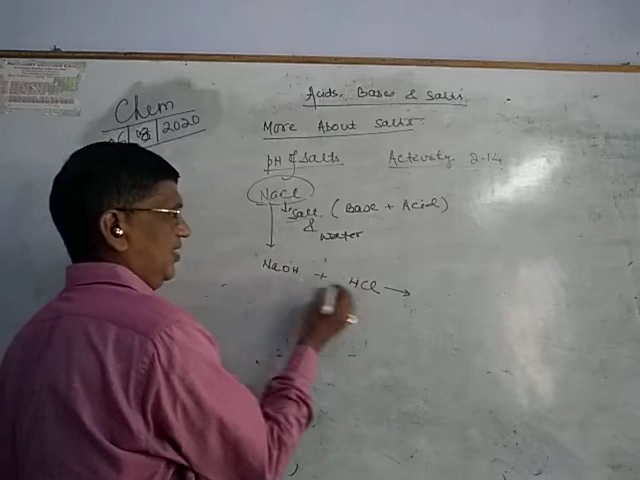 Acids, Bases & Salts
Chem
06/08/2020
More About Salts
pH of Salts Activity 2.14
NaCl
Salt (Base + Acid)
&
Water
NaOH + HCl →